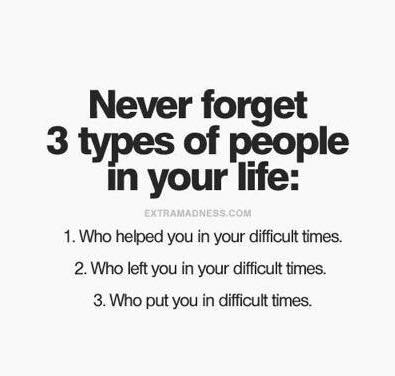 Never forget
3 types of people
in your life:
EXTRAMADNESS.COM
1. Who helped you in your difficult times.
2. Who left you in your difficult times.
3. Who put you in difficult times.